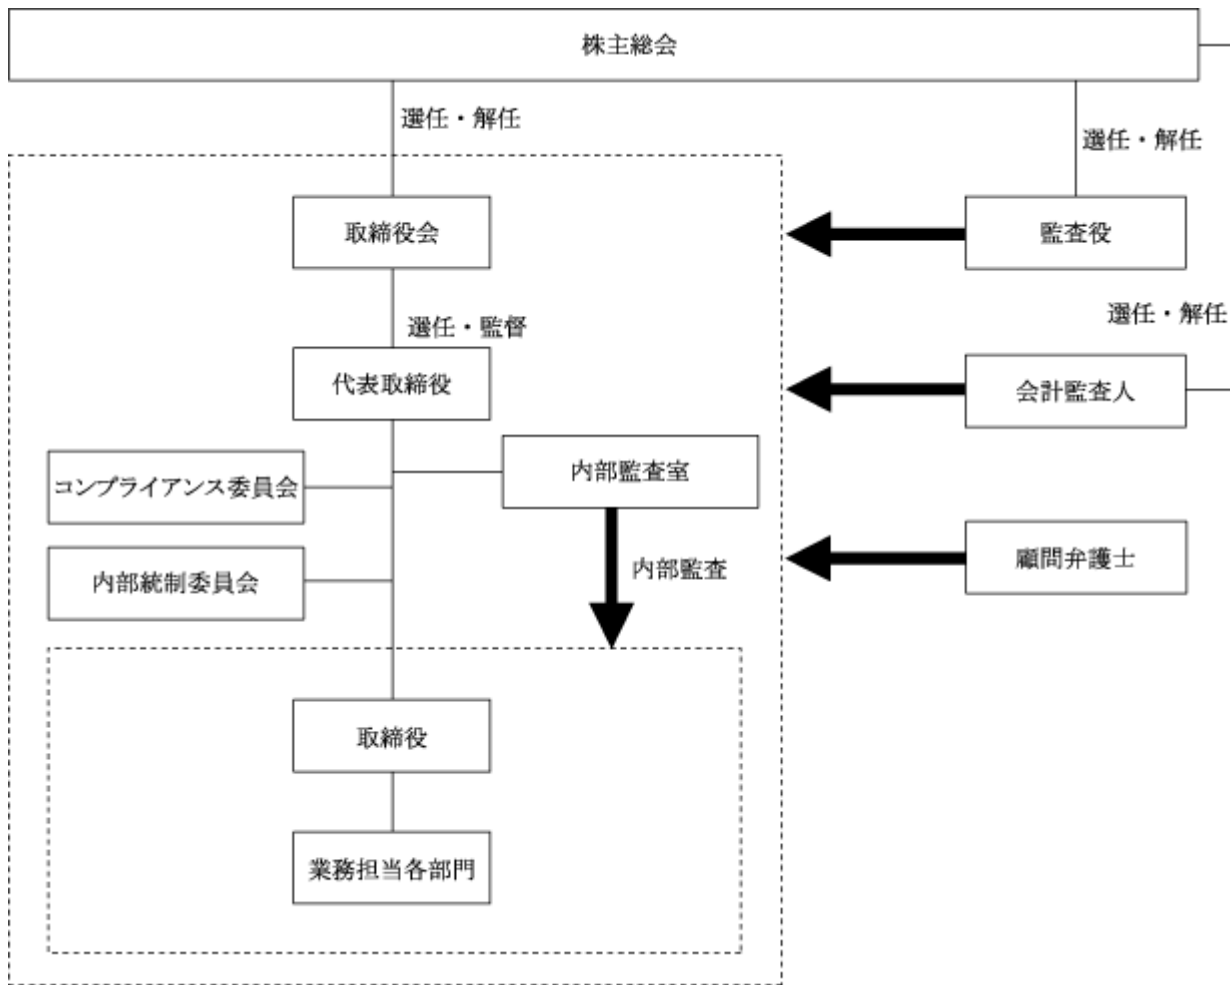 株主総会
選任・解任
選任・解任
取締役会
監査役
選任・監督
選任・解任
代表取締役
会計監査人
コンプライアンス委員会
内部監査室
内部統制委員会
内部監査
顧問弁護士
取締役
業務担当各部門